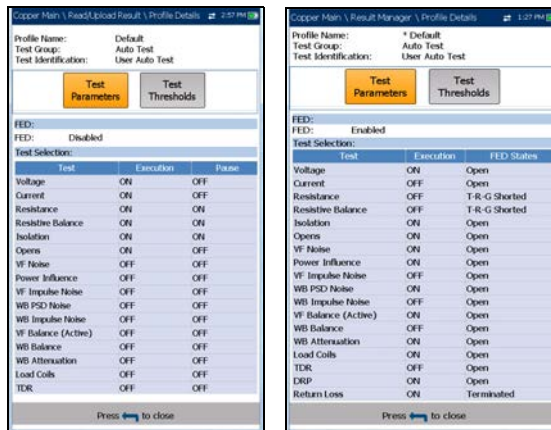 Copper Main \ Read/Upload Result \ Profile Details 2:57 PM
Profile Name: Default
Test Group: Auto Test
Test Identification: User Auto Test
Test Parameters
Test Thresholds
FED:
FED: Disabled
Test Selection:
Test Execution Pause
Voltage ON OFF
Current ON OFF
Resistance ON ON
Resistive Balance ON ON
Isolation ON ON
Opens ON OFF
VF Noise OFF OFF
Power Influence OFF OFF
VF Impulse Noise OFF OFF
WB PSD Noise OFF OFF
WB Impulse Noise OFF OFF
VF Balance (Active) OFF OFF
WB Balance OFF OFF
WB Attenuation OFF OFF
Load Coils OFF OFF
TDR OFF OFF
Press to close
Copper Main \ Result Manager \ Profile Details 1:27 PM
Profile Name: * Default
Test Group: Auto Test
Test Identification: User Auto Test
Test Parameters
Test Thresholds
FED:
FED: Enabled
Test Selection:
Test Execution FED States
Voltage ON Open
Current OFF Open
Resistance OFF T-R-G Shorted
Resistive Balance ON T-R-G Shorted
Isolation ON Open
Opens ON Open
VF Noise ON Open
Power Influence ON Open
VF Impulse Noise OFF Open
WB PSD Noise ON Open
WB Impulse Noise OFF Open
VF Balance (Active) ON Open
WB Balance OFF Open
WB Attenuation ON Open
Load Coils ON Open
TDR OFF Open
DRP ON Open
Return Loss ON Terminated
Press to close